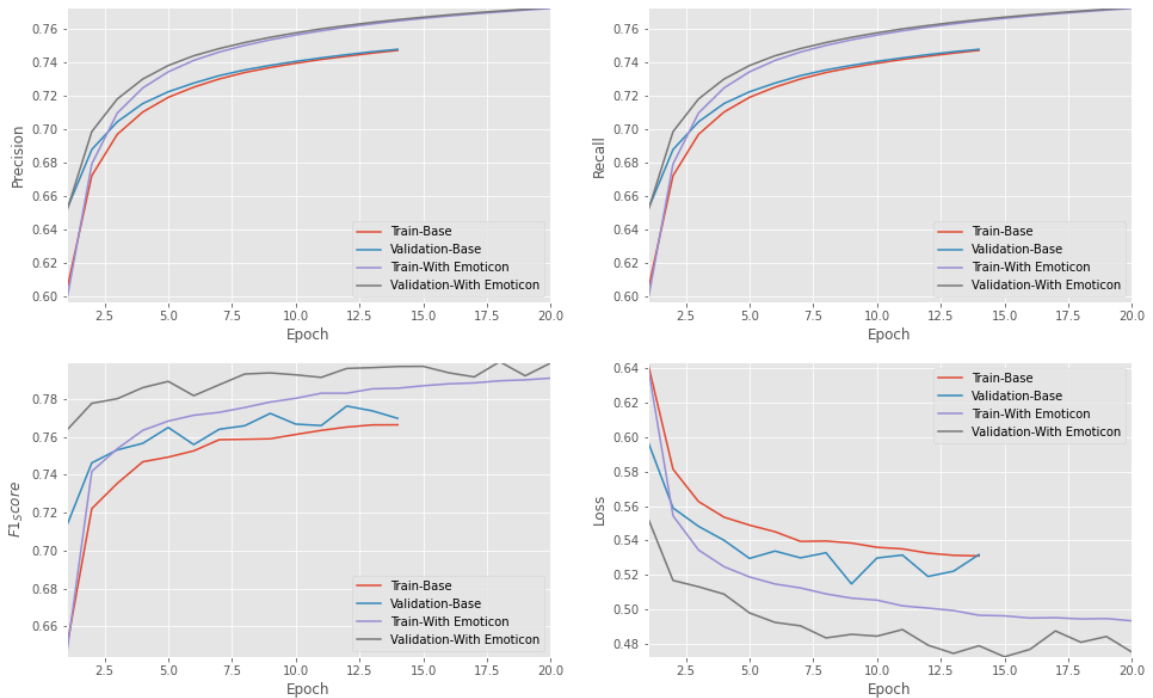 0.76
0.74
0.72
0.70
0.68
0.66
0.64
0.62
0.60
Precision
Train-Base
Validation-Base
Train-With Emoticon
Validation-With Emoticon
2.5 5.0 7.5 10.0 12.5 15.0 17.5 20.0
Epoch
0.76
0.74
0.72
0.70
0.68
0.66
0.64
0.62
0.60
Recall
Train-Base
Validation-Base
Train-With Emoticon
Validation-With Emoticon
2.5 5.0 7.5 10.0 12.5 15.0 17.5 20.0
Epoch
0.78
0.76
0.74
0.72
0.70
0.68
0.66
F1score
Train-Base
Validation-Base
Train-With Emoticon
Validation-With Emoticon
2.5 5.0 7.5 10.0 12.5 15.0 17.5 20.0
Epoch
0.64
0.62
0.60
0.58
0.56
0.54
0.52
0.50
0.48
Loss
Train-Base
Validation-Base
Train-With Emoticon
Validation-With Emoticon
2.5 5.0 7.5 10.0 12.5 15.0 17.5 20.0
Epoch